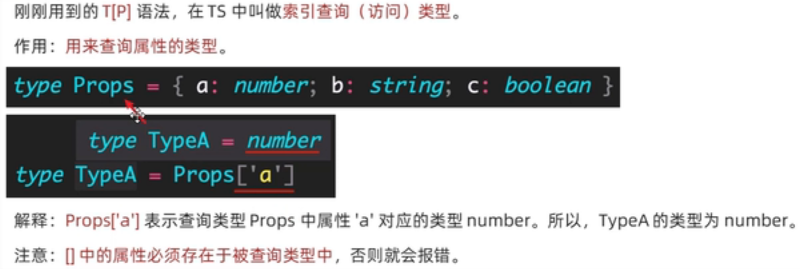 刚刚用到的 T[P] 语法，在 TS 中叫做索引查询（访问）类型。
作用：用来查询属性的类型。
type Props = { a: number; b: string; c: boolean }
type TypeA = number
type TypeA = Props['a']
解释：Props['a'] 表示查询类型 Props 中属性 'a' 对应的类型 number。所以，TypeA 的类型为 number。
注意：[] 中的属性必须存在于被查询类型中，否则就会报错。